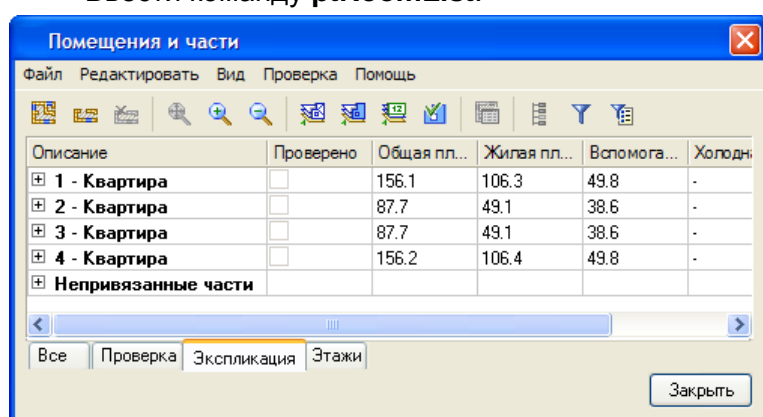 Помещения и части
Файл Редактировать Вид Проверка Помощь
Описание Проверено Общая пл... Жилая пл... Вспомога... Холодн
1 - Квартира 156.1 106.3 49.8 -
2 - Квартира 87.7 49.1 38.6 -
3 - Квартира 87.7 49.1 38.6 -
4 - Квартира 156.2 106.4 49.8 -
Непривязанные части
Все Проверка Экспликация Этажи
Закрыть